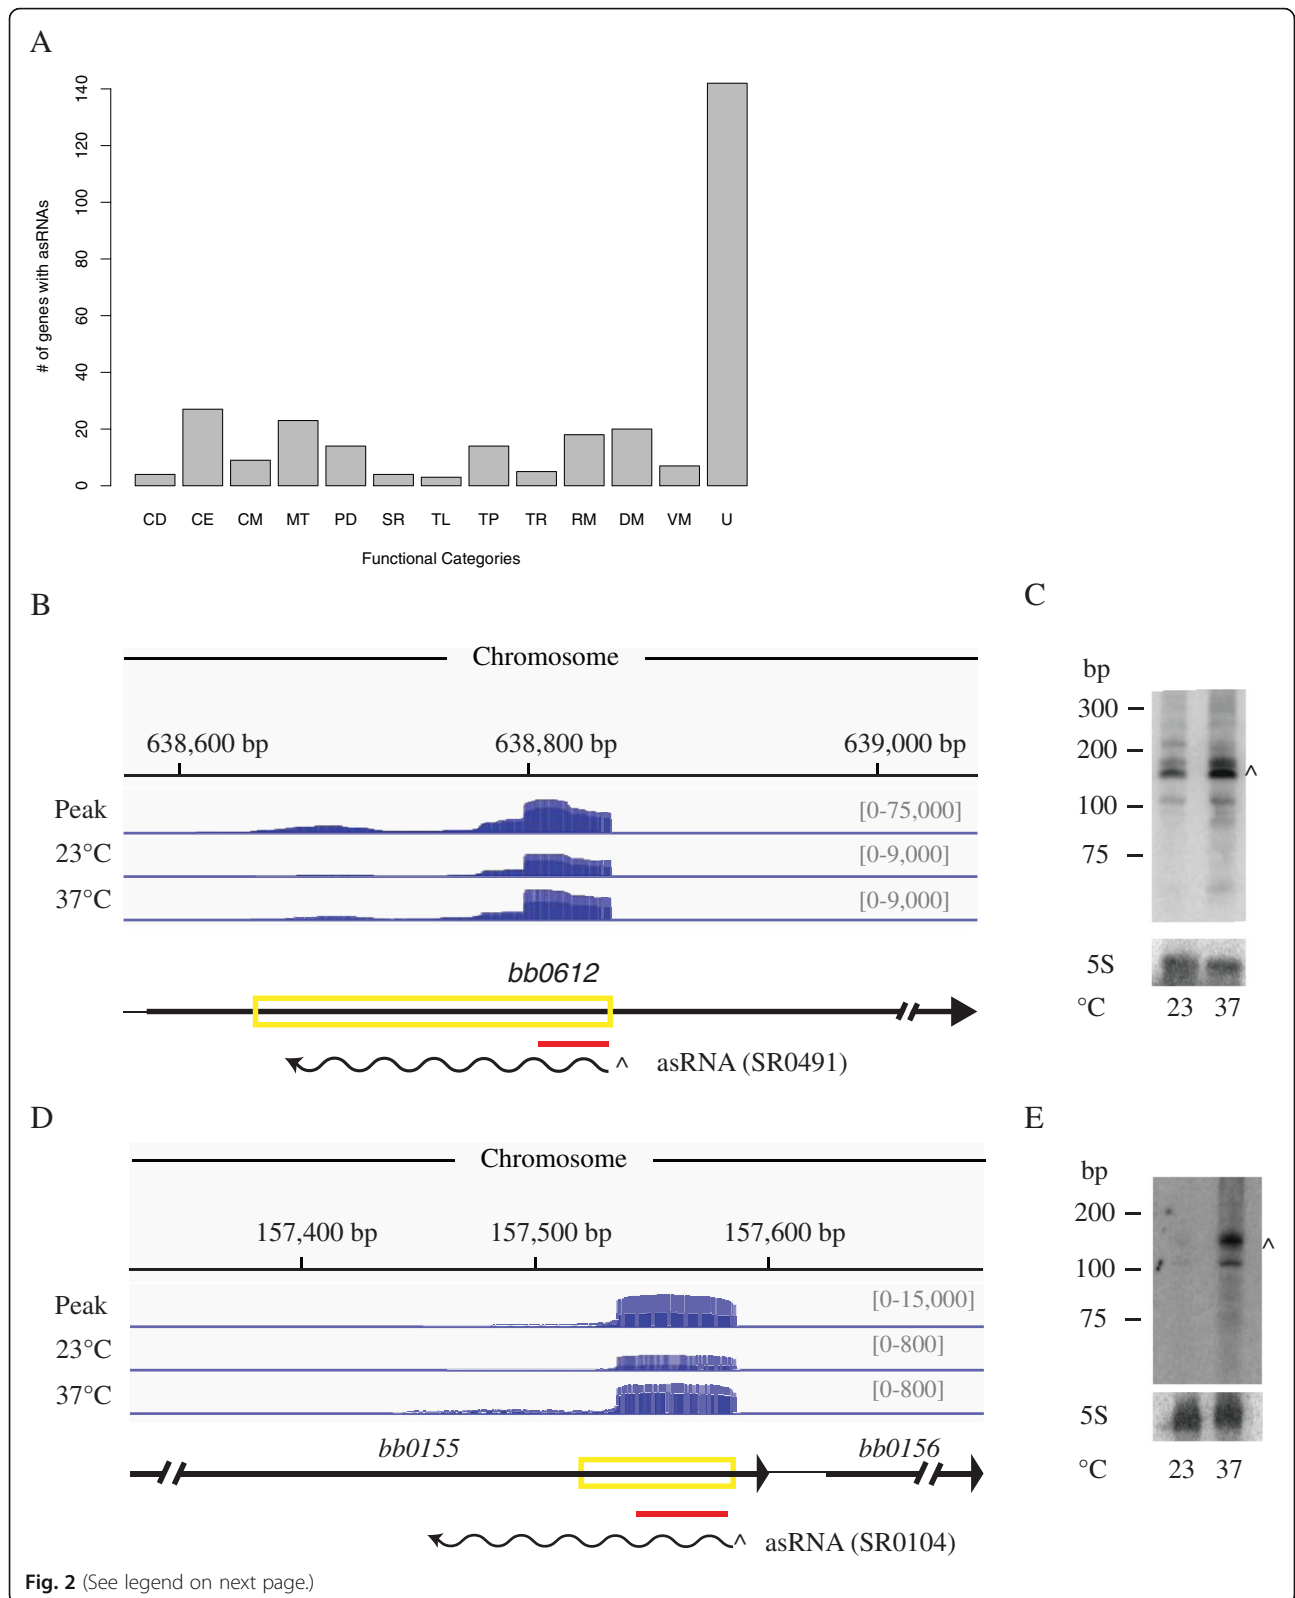 A
# of genes with asRNAs
140
120
100
80
60
40
20
0
CD CE CM MT PD SR TL TP TR RM DM VM U
Functional Categories
B
Chromosome
638,600 bp 638,800 bp 639,000 bp
Peak [0-75,000]
23°C [0-9,000]
37°C [0-9,000]
bb0612
^ asRNA (SR0491)
C
bp
300
200
^
100
75
5S
°C 23 37
D
Chromosome
157,400 bp 157,500 bp 157,600 bp
Peak [0-15,000]
23°C [0-800]
37°C [0-800]
bb0155 bb0156
^ asRNA (SR0104)
E
bp
200
^
100
75
5S
°C 23 37
Fig. 2 (See legend on next page.)